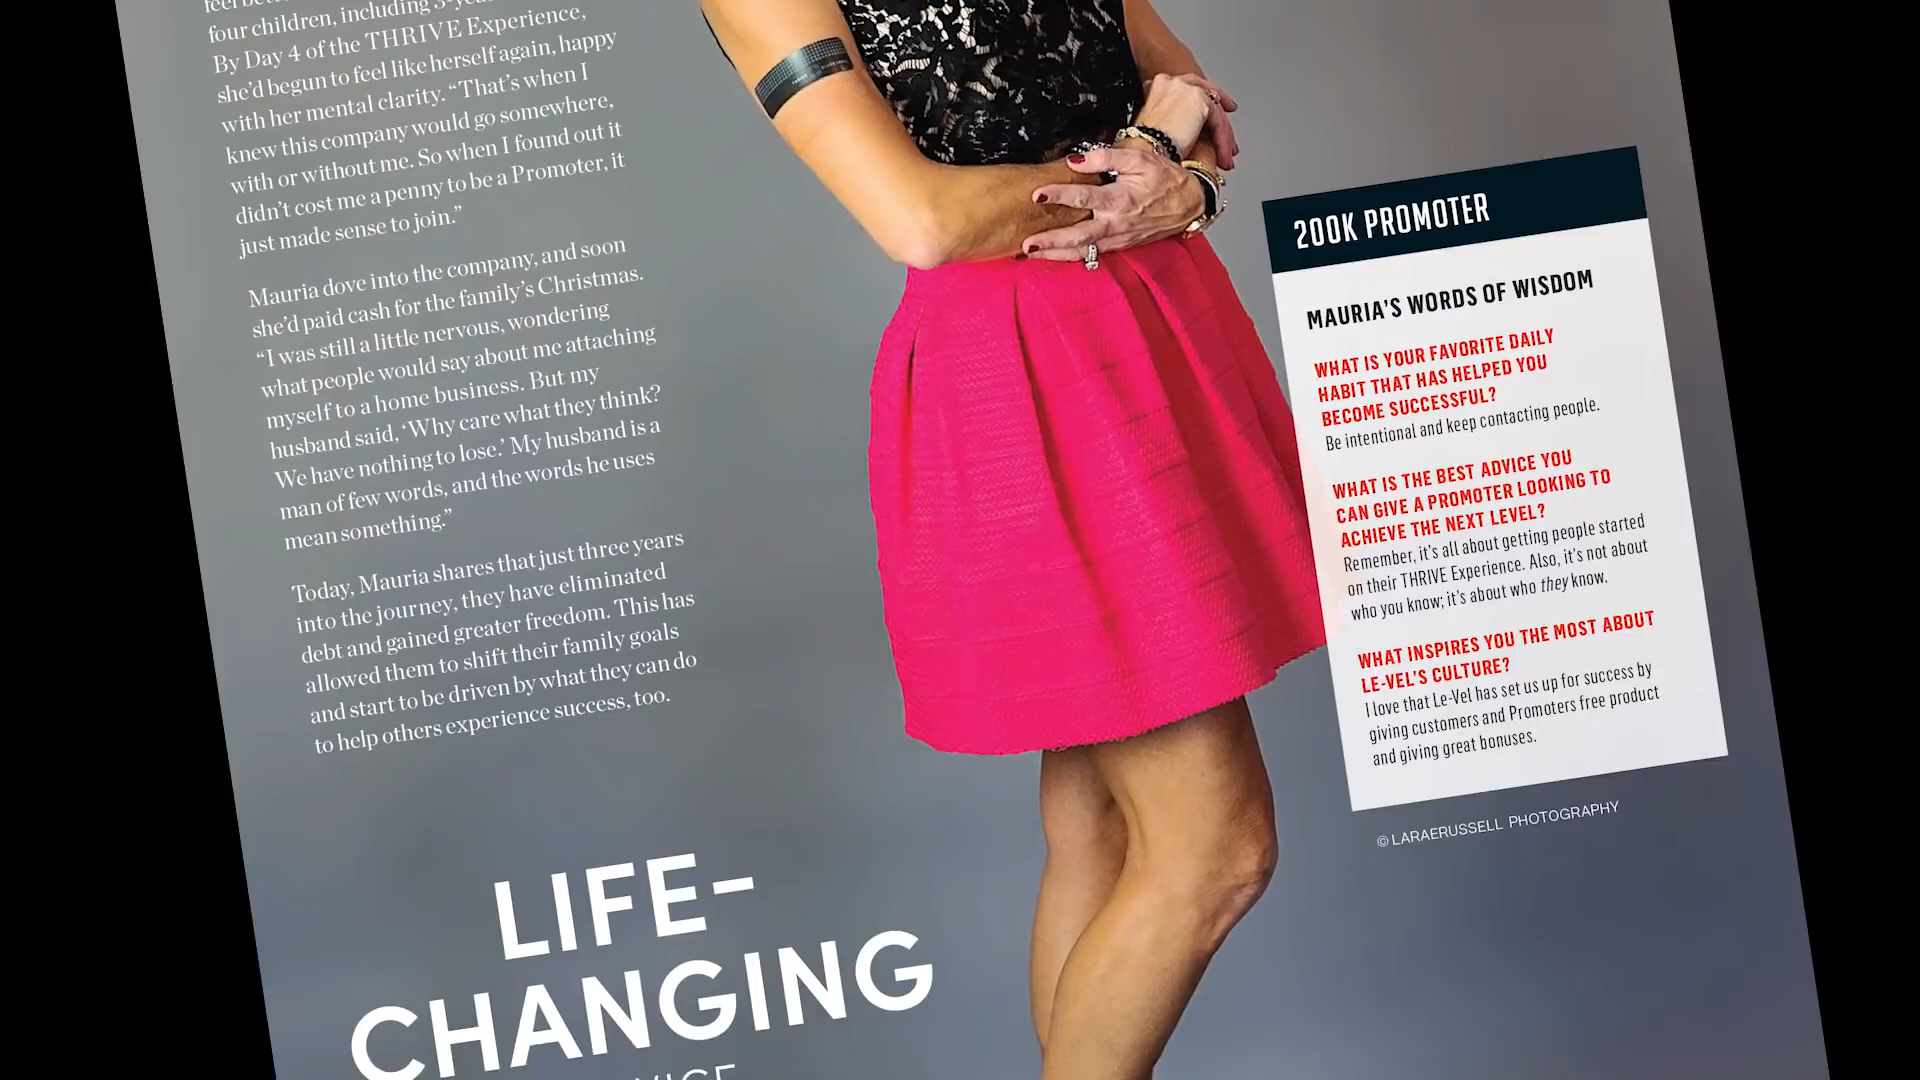 four children, including 3-year
By Day 4 of the THRIVE Experience,
she'd begun to feel like herself again, happy
with her mental clarity. “That's when I
knew this company would go somewhere,
with or without me. So when I found out it
didn't cost me a penny to be a Promoter, it
just made sense to join.”
Mauria dove into the company, and soon
she'd paid cash for the family's Christmas.
“I was still a little nervous, wondering
what people would say about me attaching
myself to a home business. But my
husband said, ‘Why care what they think?
We have nothing to lose.’ My husband is a
man of few words, and the words he uses
mean something.”
Today, Mauria shares that just three years
into the journey, they have eliminated
debt and gained greater freedom. This has
allowed them to shift their family goals
and start to be driven by what they can do
to help others experience success, too.
LIFE-
CHANGING
200K PROMOTER
MAURIA'S WORDS OF WISDOM
WHAT IS YOUR FAVORITE DAILY
HABIT THAT HAS HELPED YOU
BECOME SUCCESSFUL?
Be intentional and keep contacting people.
WHAT IS THE BEST ADVICE YOU
CAN GIVE A PROMOTER LOOKING TO
ACHIEVE THE NEXT LEVEL?
Remember, it's all about getting people started
on their THRIVE Experience. Also, it's not about
who you know; it's about who they know.
WHAT INSPIRES YOU THE MOST ABOUT
LE-VEL'S CULTURE?
I love that Le-Vel has set us up for success by
giving customers and Promoters free product
and giving great bonuses.
© LARAERUSSELL PHOTOGRAPHY